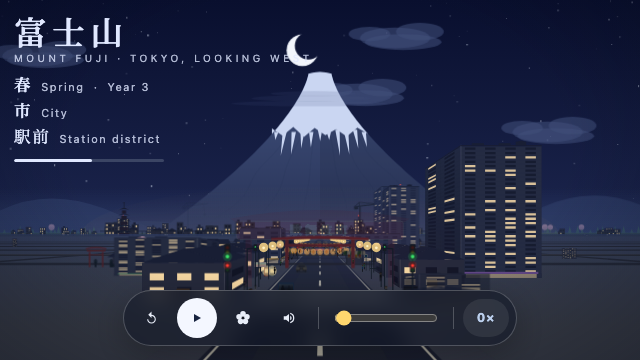 富士山
MOUNT FUJI · TOKYO, LOOKING WEST
春 Spring · Year 3
市 City
駅前 Station district
0×